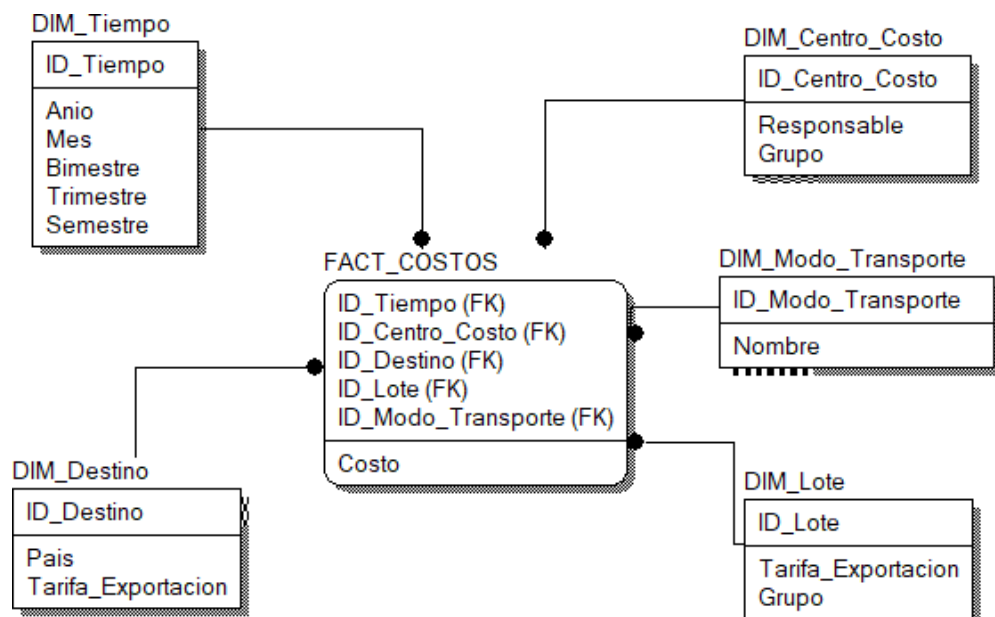 DIM_Tiempo
ID_Tiempo
Anio
Mes
Bimestre
Trimestre
Semestre
DIM_Centro_Costo
ID_Centro_Costo
Responsable
Grupo
FACT_COSTOS
ID_Tiempo (FK)
ID_Centro_Costo (FK)
ID_Destino (FK)
ID_Lote (FK)
ID_Modo_Transporte (FK)
Costo
DIM_Modo_Transporte
ID_Modo_Transporte
Nombre
DIM_Destino
ID_Destino
Pais
Tarifa_Exportacion
DIM_Lote
ID_Lote
Tarifa_Exportacion
Grupo